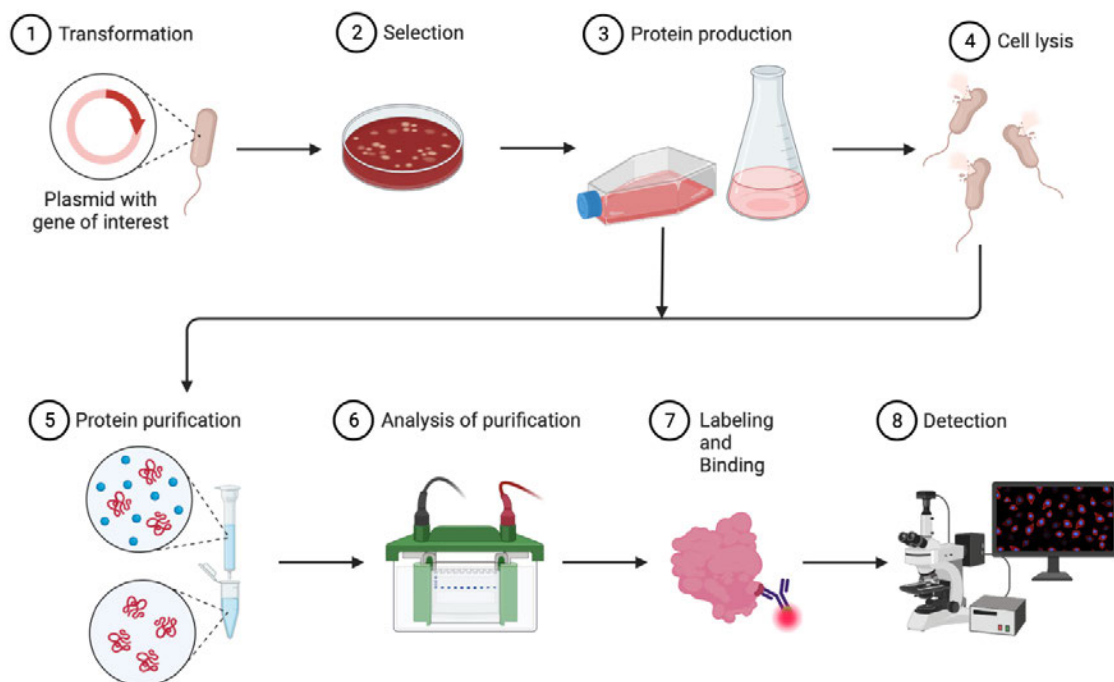 1 Transformation
Plasmid with
gene of interest
2 Selection
3 Protein production
4 Cell lysis
5 Protein purification
6 Analysis of purification
7 Labeling
and
Binding
8 Detection